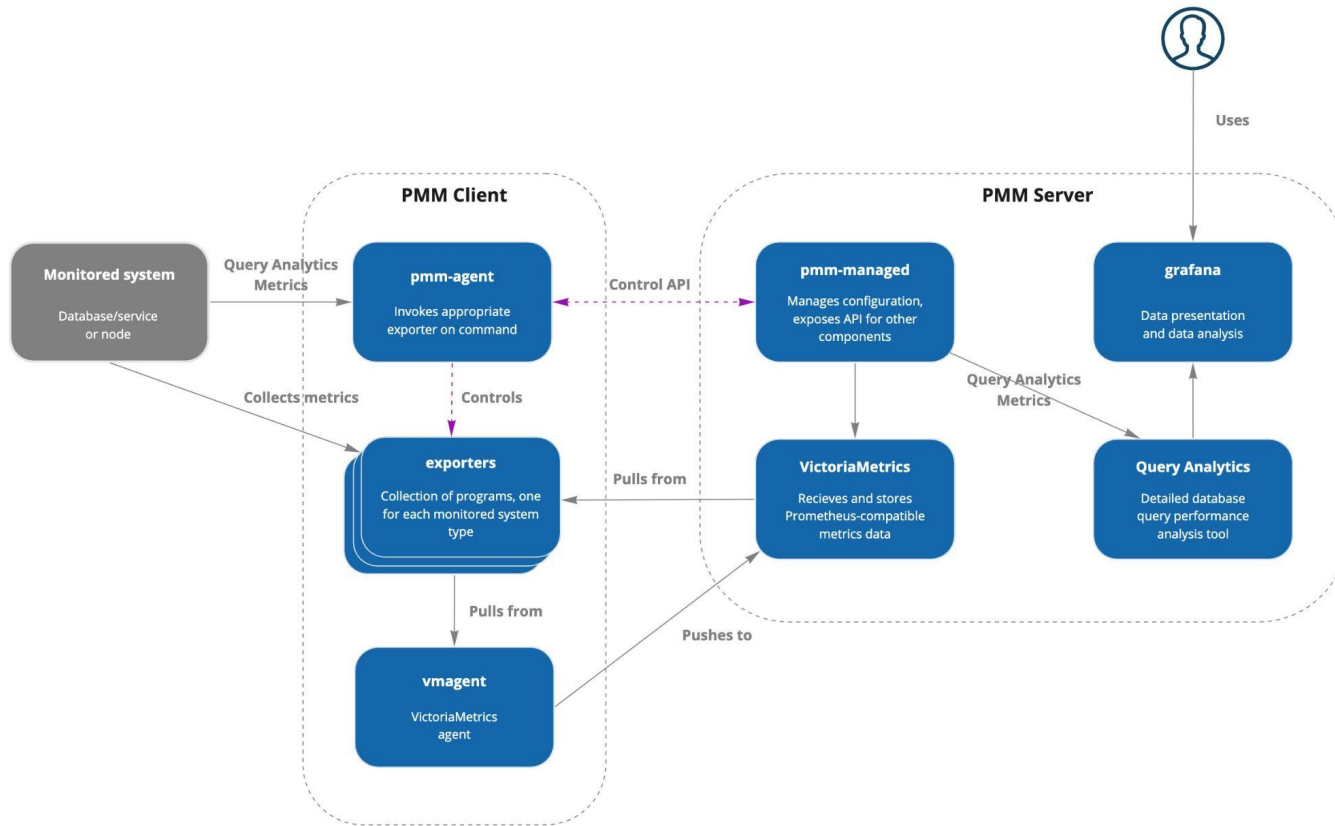 Uses
PMM Client
PMM Server
Monitored system
Database/service
or node
Query Analytics
Metrics
pmm-agent
Invokes appropriate
exporter on command
Control API
pmm-managed
Manages configuration,
exposes API for other
components
grafana
Data presentation
and data analysis
Collects metrics
Controls
Query Analytics
Metrics
exporters
Collection of programs, one
for each monitored system
type
Pulls from
VictoriaMetrics
Recieves and stores
Prometheus-compatible
metrics data
Query Analytics
Detailed database
query performance
analysis tool
Pulls from
Pushes to
vmagent
VictoriaMetrics
agent